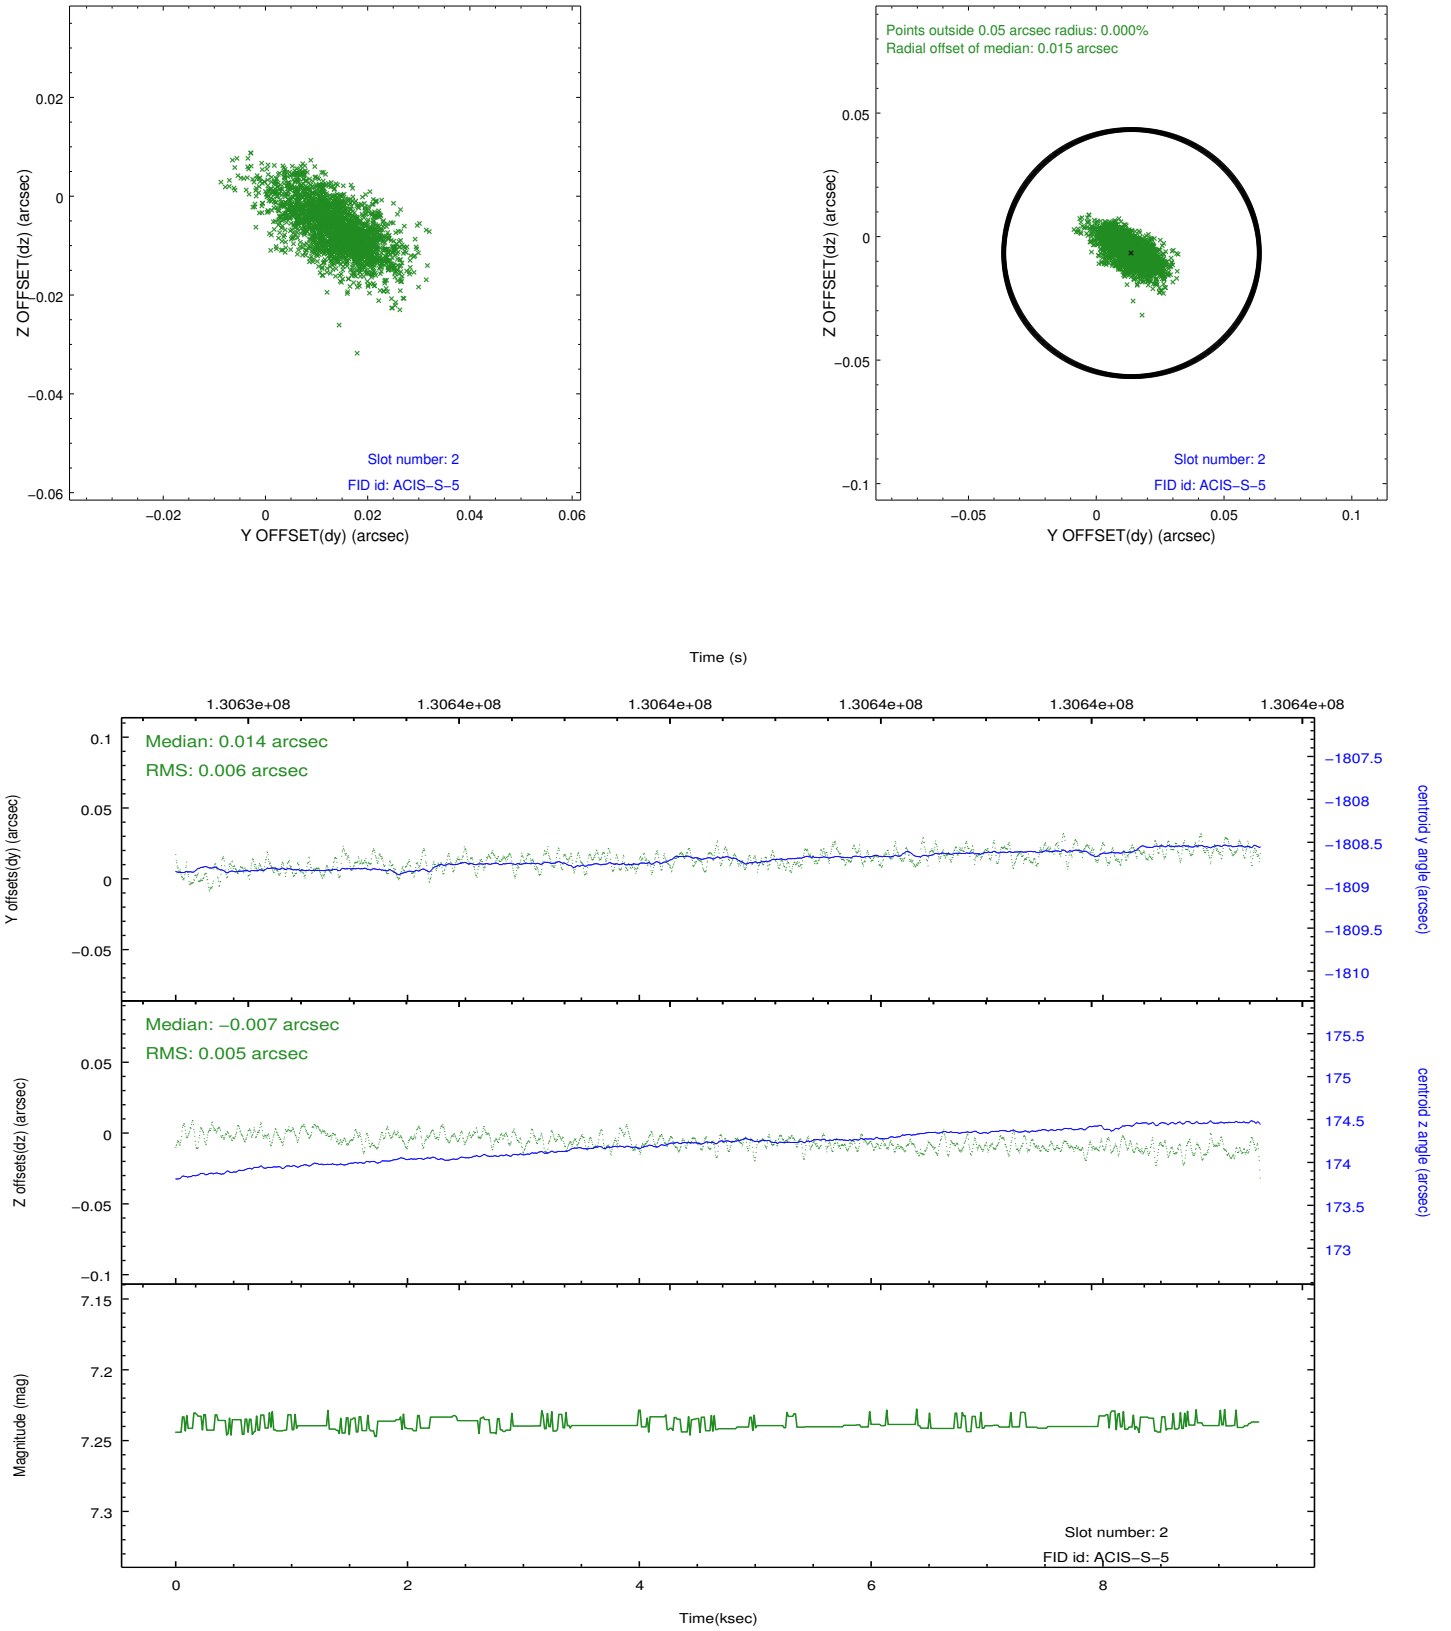 0.02
0
−0.02
−0.04
−0.06
Z OFFSET(dz) (arcsec)
Slot number: 2
FID id: ACIS−S−5
−0.02
0
0.02
0.04
0.06
Y OFFSET(dy) (arcsec)
Points outside 0.05 arcsec radius: 0.000%
Radial offset of median: 0.015 arcsec
0.05
0
−0.05
−0.1
Z OFFSET(dz) (arcsec)
Slot number: 2
FID id: ACIS−S−5
−0.05
0
0.05
0.1
Y OFFSET(dy) (arcsec)
Time (s)
1.3063e+08
1.3064e+08
1.3064e+08
1.3064e+08
1.3064e+08
1.3064e+08
Median: 0.014 arcsec
RMS: 0.006 arcsec
0.1
0.05
0
−0.05
Y offsets(dy) (arcsec)
−1807.5
−1808
−1808.5
−1809
−1809.5
−1810
centroid y angle (arcsec)
Median: −0.007 arcsec
RMS: 0.005 arcsec
0.05
0
−0.05
−0.1
Z offsets(dz) (arcsec)
175.5
175
174.5
174
173.5
173
centroid z angle (arcsec)
7.15
7.2
7.25
7.3
Magnitude (mag)
Slot number: 2
FID id: ACIS−S−5
0
2
4
6
8
Time(ksec)